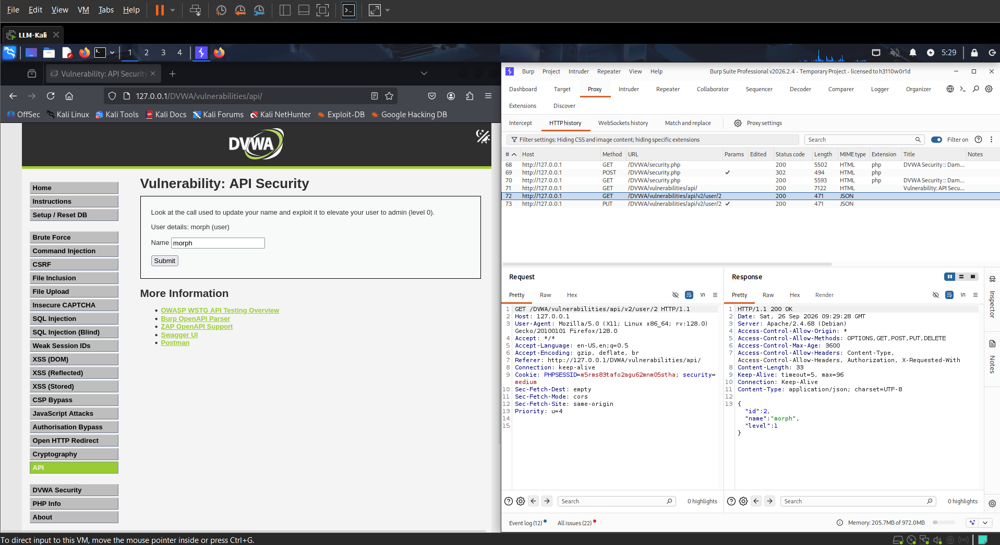 File Edit View VM Tabs Help
LLM-Kali
1 2 3 4
5:29
Vulnerability: API Security
127.0.0.1/DVWA/vulnerabilities/api/
OffSec Kali Linux Kali Tools Kali Docs Kali Forums Kali NetHunter Exploit-DB Google Hacking DB
DVWA
Home
Instructions
Setup / Reset DB
Brute Force
Command Injection
CSRF
File Inclusion
File Upload
Insecure CAPTCHA
SQL Injection
SQL Injection (Blind)
Weak Session IDs
XSS (DOM)
XSS (Reflected)
XSS (Stored)
CSP Bypass
JavaScript Attacks
Authorisation Bypass
Open HTTP Redirect
Cryptography
API
DVWA Security
PHP Info
About
Vulnerability: API Security
Look at the call used to update your name and exploit it to elevate your user to admin (level 0).
User details: morph (user)
Name morph
Submit
More Information
OWASP WSTG API Testing Overview
Burp OpenAPI Parser
ZAP OpenAPI Support
Swagger UI
Postman
Burp Project Intruder Repeater View Help Burp Suite Professional v2026.2.4 - Temporary Project - licensed to h3110w0r1d
Dashboard Target Proxy Intruder Repeater Collaborator Sequencer Decoder Comparer Logger Organizer
Extensions Discover
Intercept HTTP history WebSockets history Match and replace Proxy settings
Filter settings: Hiding CSS and image content; hiding specific extensions Search Filter on
# Host Method URL Params Edited Status code Length MIME type Extension Title Notes
68 http://127.0.0.1 GET /DVWA/security.php 200 5502 HTML php DVWA Security :: Dam...
69 http://127.0.0.1 POST /DVWA/security.php ✓ 302 494 HTML php
70 http://127.0.0.1 GET /DVWA/security.php 200 5593 HTML php DVWA Security :: Dam...
71 http://127.0.0.1 GET /DVWA/vulnerabilities/api/ 200 7122 HTML Vulnerability: API Secu...
72 http://127.0.0.1 GET /DVWA/vulnerabilities/api/v2/user/2 200 471 JSON
73 http://127.0.0.1 PUT /DVWA/vulnerabilities/api/v2/user/2 ✓ 200 471 JSON
Request
Pretty Raw Hex \n
1 GET /DVWA/vulnerabilities/api/v2/user/2 HTTP/1.1
2 Host: 127.0.0.1
3 User-Agent: Mozilla/5.0 (X11; Linux x86_64; rv:128.0)
Gecko/20100101 Firefox/128.0
4 Accept: */*
5 Accept-Language: en-US,en;q=0.5
6 Accept-Encoding: gzip, deflate, br
7 Referer: http://127.0.0.1/DVWA/vulnerabilities/api/
8 Connection: keep-alive
9 Cookie: PHPSESSID=m5rms83tafo2agu62mnm05stha; security=
medium
10 Sec-Fetch-Dest: empty
11 Sec-Fetch-Mode: cors
12 Sec-Fetch-Site: same-origin
13 Priority: u=4
14
15
Search 0 highlights
Response
Pretty Raw Hex Render \n
1 HTTP/1.1 200 OK
2 Date: Sat, 26 Sep 2026 09:29:28 GMT
3 Server: Apache/2.4.68 (Debian)
4 Access-Control-Allow-Origin: *
5 Access-Control-Allow-Methods: OPTIONS,GET,POST,PUT,DELETE
6 Access-Control-Max-Age: 3600
7 Access-Control-Allow-Headers: Content-Type,
Access-Control-Allow-Headers, Authorization, X-Requested-With
8 Content-Length: 33
9 Keep-Alive: timeout=5, max=96
10 Connection: Keep-Alive
11 Content-Type: application/json; charset=UTF-8
12
13 {
"id":2,
"name":"morph",
"level":1
}
Search 0 highlights
Inspector
Notes
Event log (12) All issues (22) Memory: 205.7MB of 972.0MB
To direct input to this VM, move the mouse pointer inside or press Ctrl+G.